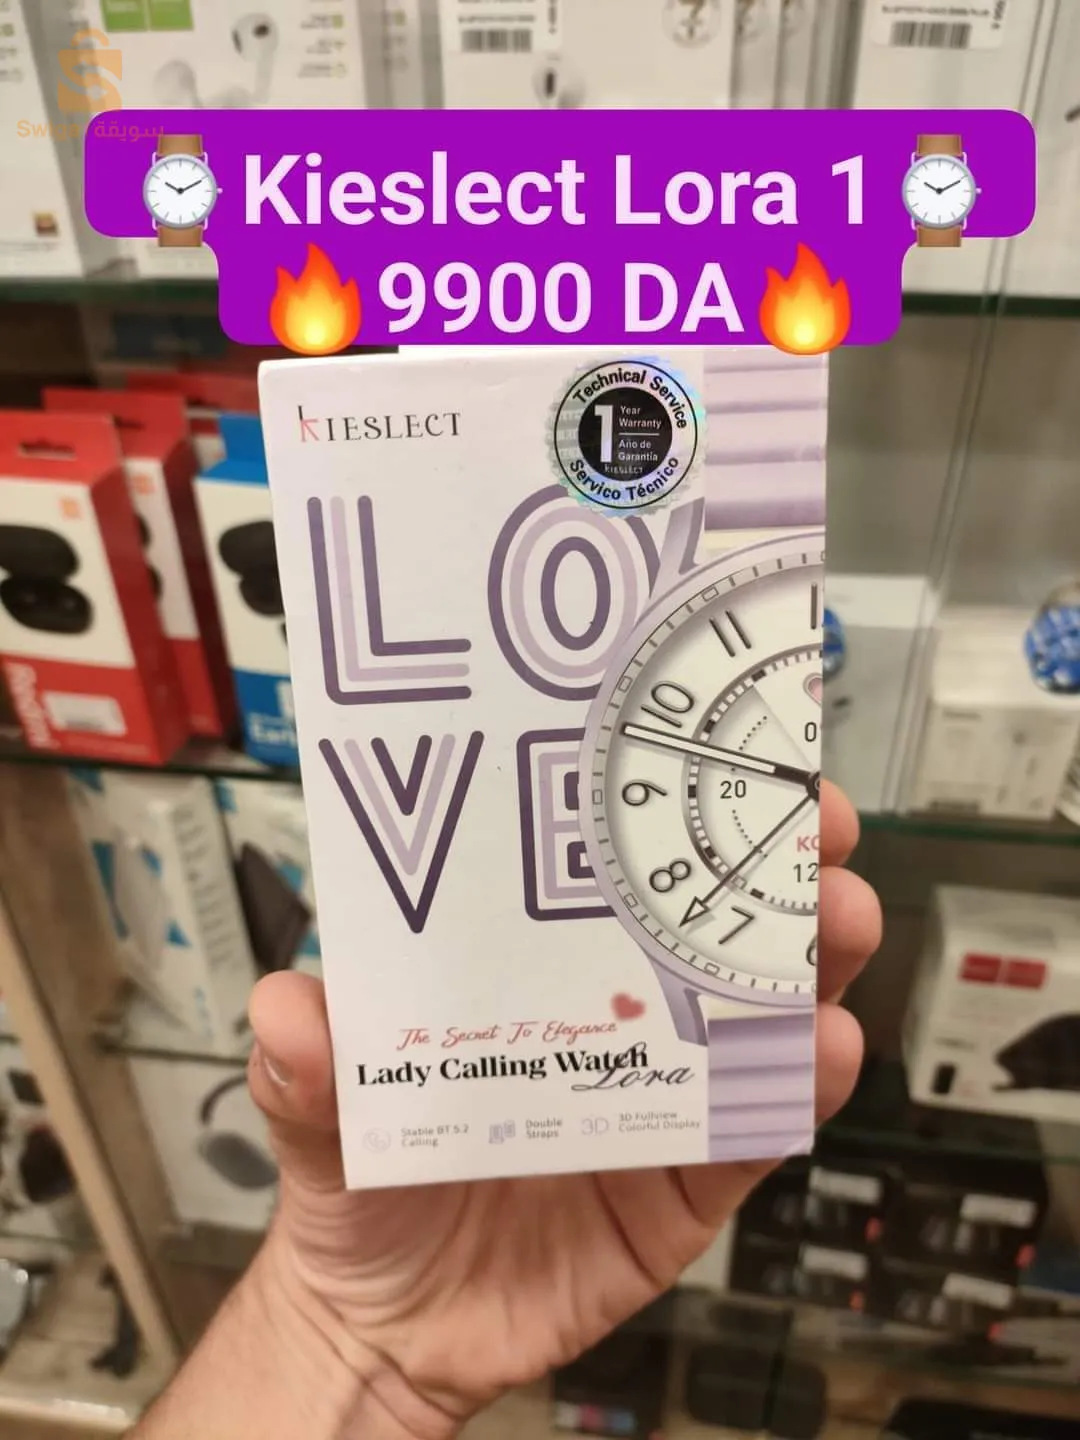 Swiqa سويقة
Kieslect Lora 1
9900 DA
KIESLECT
Technical Service
1
Year
Warranty
Año de
Garantía
KIESLECT
Servico Técnico
LO
VE
11
10
9
8
7
20
12
The Secret To Elegance
Lady Calling Watch
Lora
Stable BT 5.2
Calling
Double
Straps
3D
3D Fullview
Colorful Display